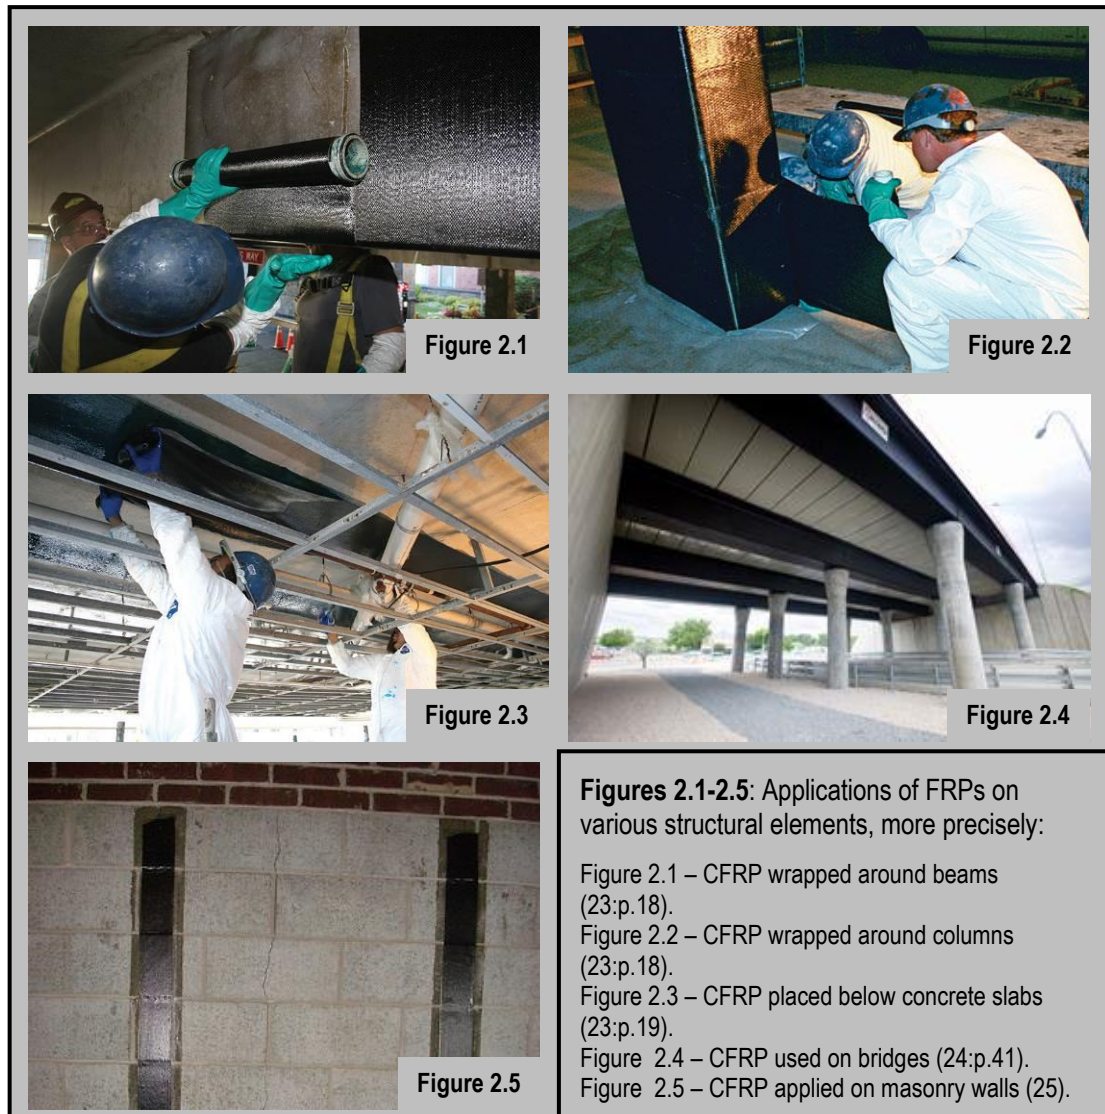 Figure 2.1
Figure 2.2
Figure 2.3
Figure 2.4
Figure 2.5
WAY
Figures 2.1-2.5: Applications of FRPs on
various structural elements, more precisely:
Figure 2.1 – CFRP wrapped around beams
(23:p.18).
Figure 2.2 – CFRP wrapped around columns
(23:p.18).
Figure 2.3 – CFRP placed below concrete slabs
(23:p.19).
Figure 2.4 – CFRP used on bridges (24:p.41).
Figure 2.5 – CFRP applied on masonry walls (25).